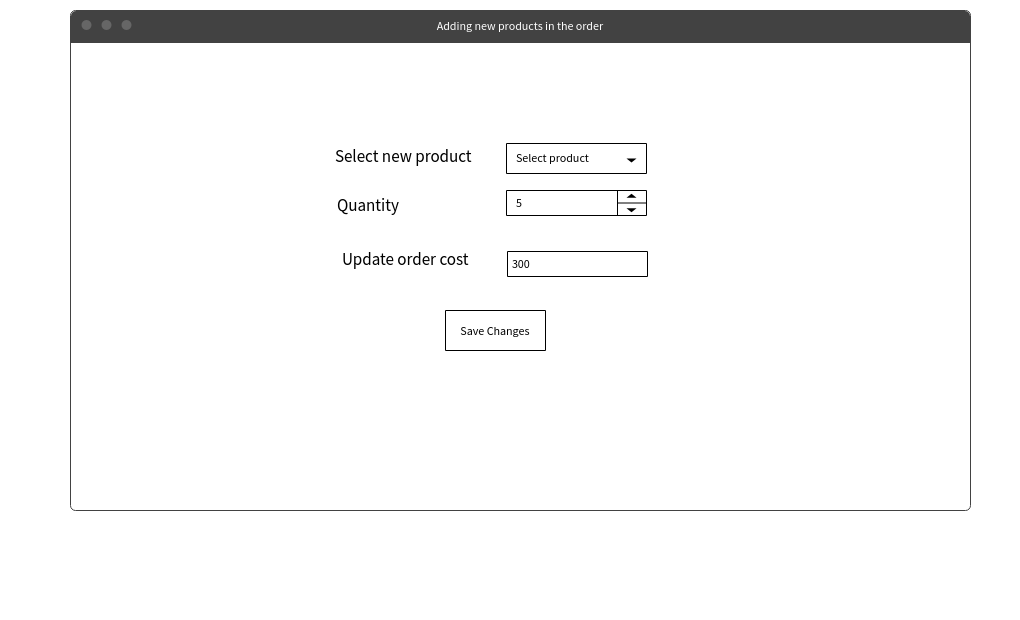 Adding new products in the order
Select new product
Select product
Quantity
5
Update order cost
300
Save Changes